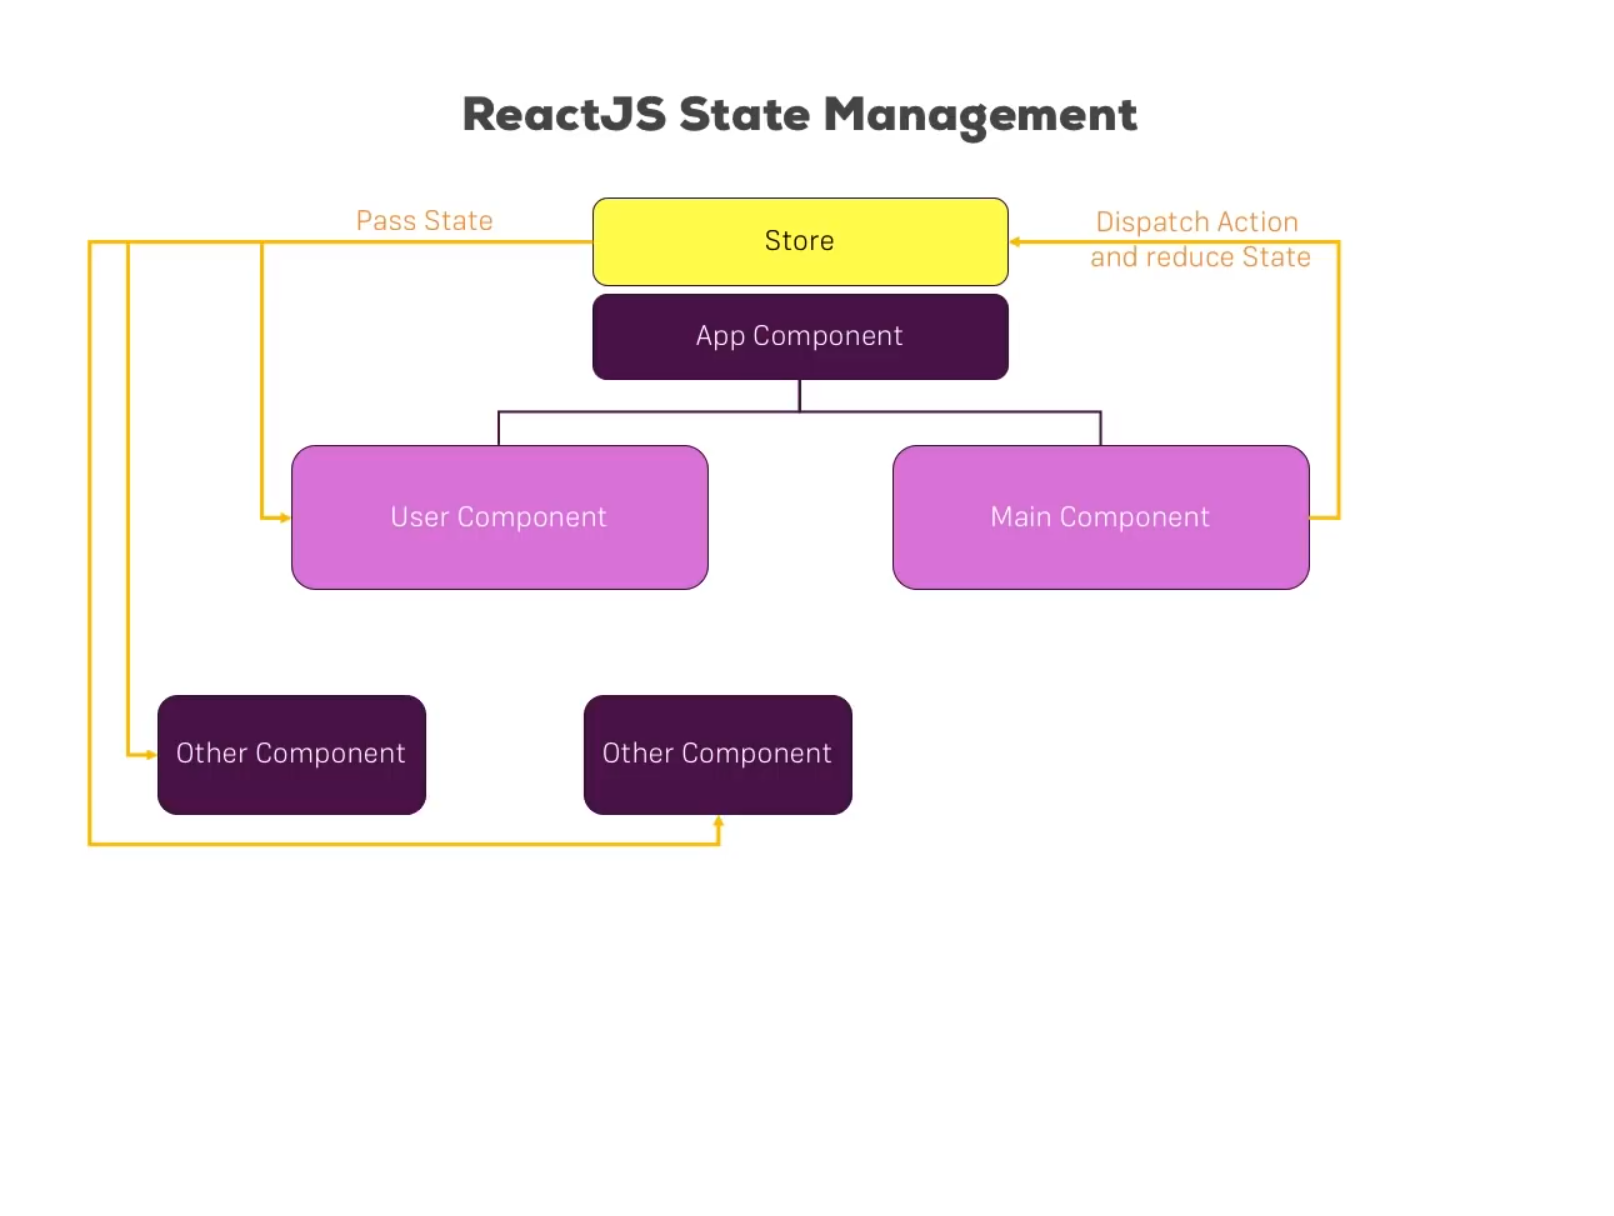 ReactJS State Management
Pass State
Store
Dispatch Action
and reduce State
App Component
User Component
Main Component
Other Component
Other Component